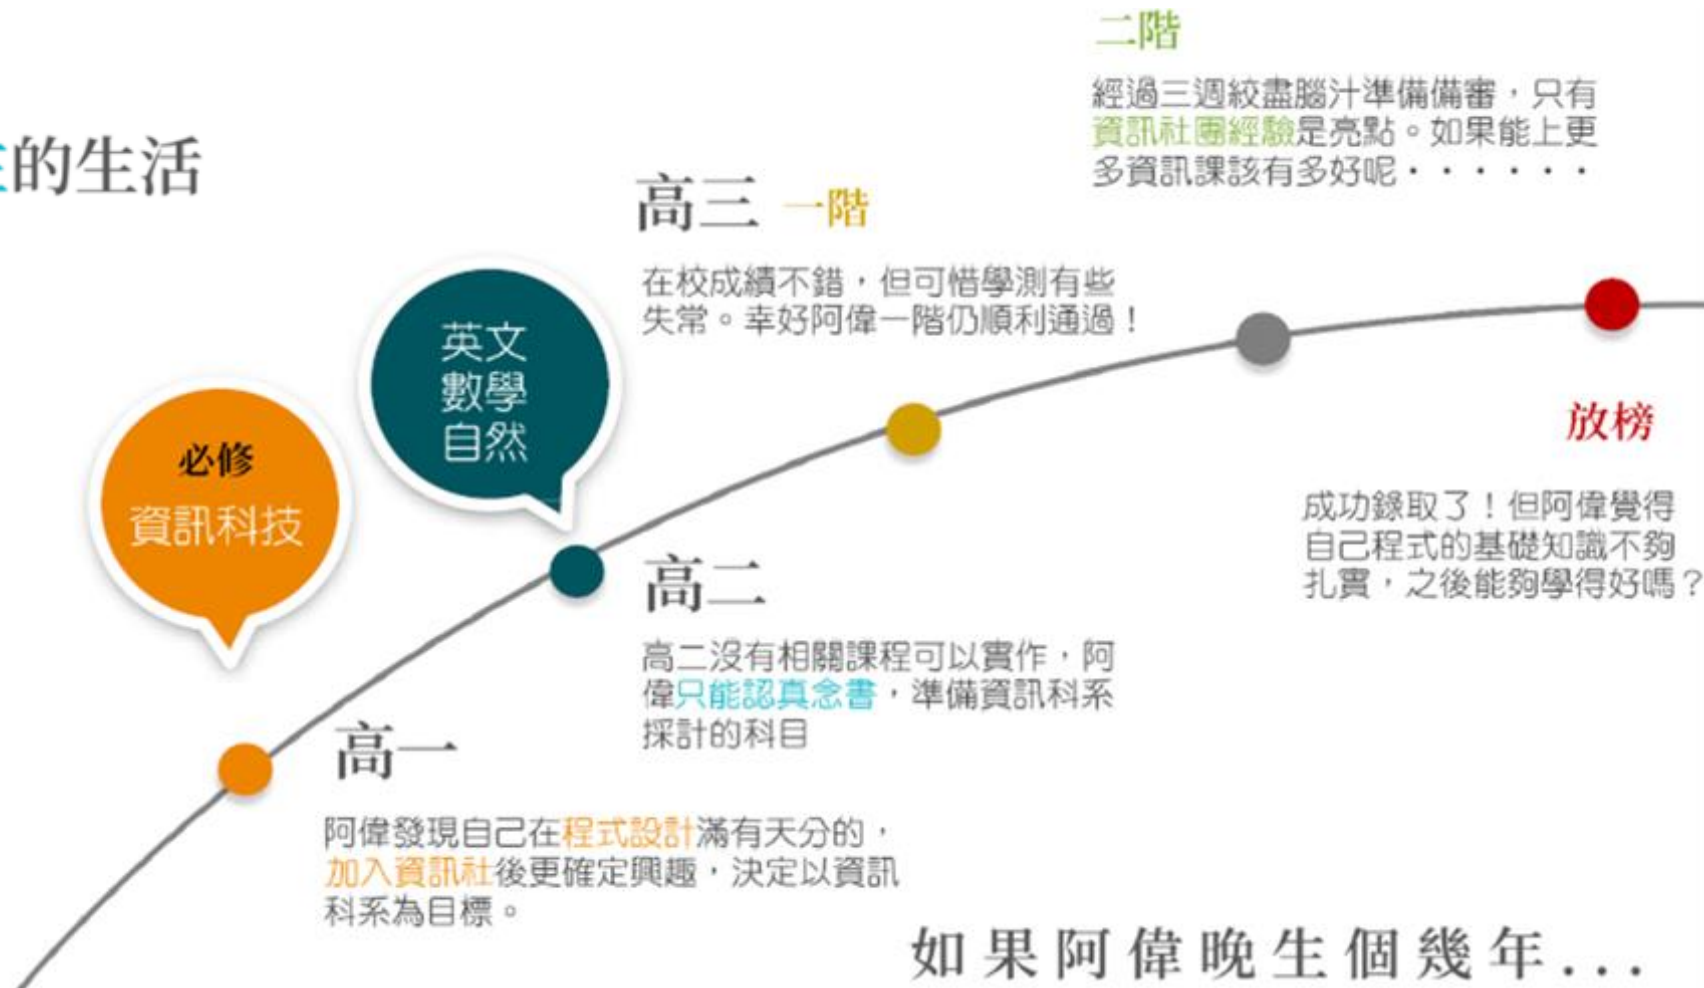 的生活
必修
資訊科技
高一
阿偉發現自己在程式設計滿有天分的，
加入資訊社後更確定興趣，決定以資訊
科系為目標。
英文
數學
自然
高二
高二沒有相關課程可以實作，阿
偉只能認真念書，準備資訊科系
採計的科目
高三 一階
在校成績不錯，但可惜學測有些
失常。幸好阿偉一階仍順利通過！
二階
經過三週絞盡腦汁準備備審，只有
資訊社團經驗是亮點。如果能上更
多資訊課該有多好呢・・・・・・
放榜
成功錄取了！但阿偉覺得
自己程式的基礎知識不夠
扎實，之後能夠學得好嗎？
如果阿偉晚生個幾年...